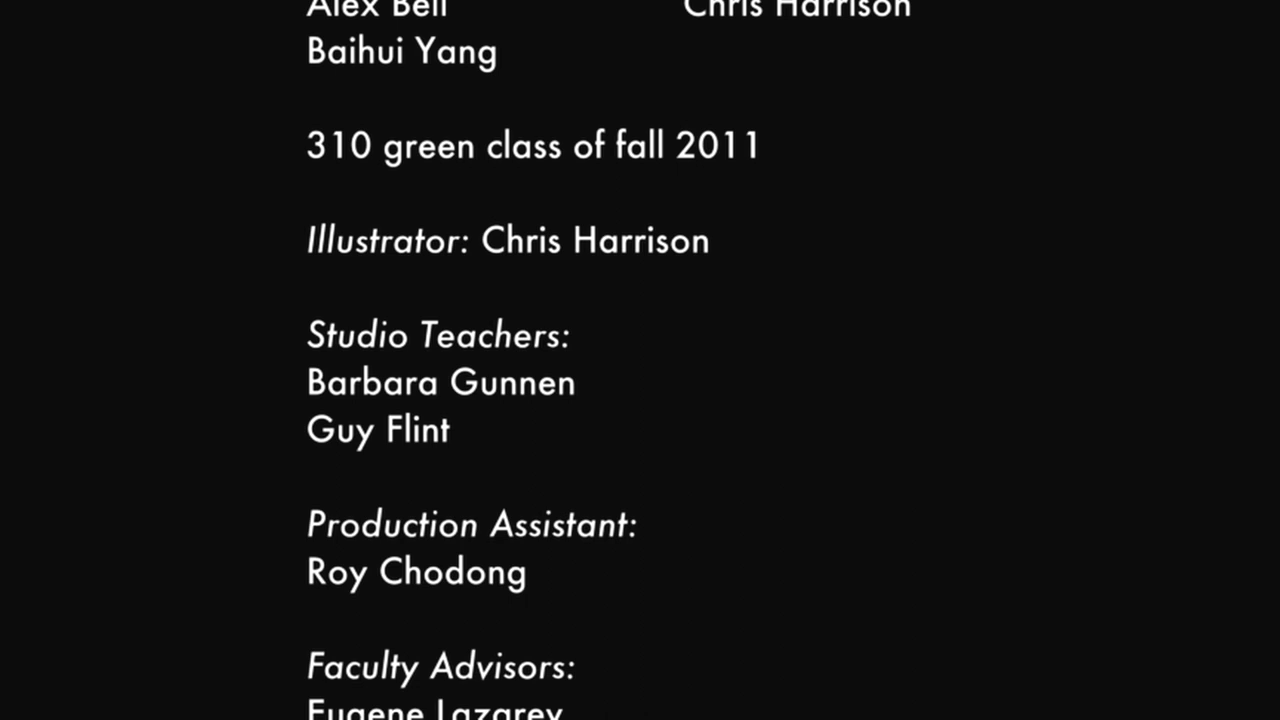 Alex Bell Chris Harrison
Baihui Yang
310 green class of fall 2011
Illustrator: Chris Harrison
Studio Teachers:
Barbara Gunnen
Guy Flint
Production Assistant:
Roy Chodong
Faculty Advisors:
Eugene Lazarev